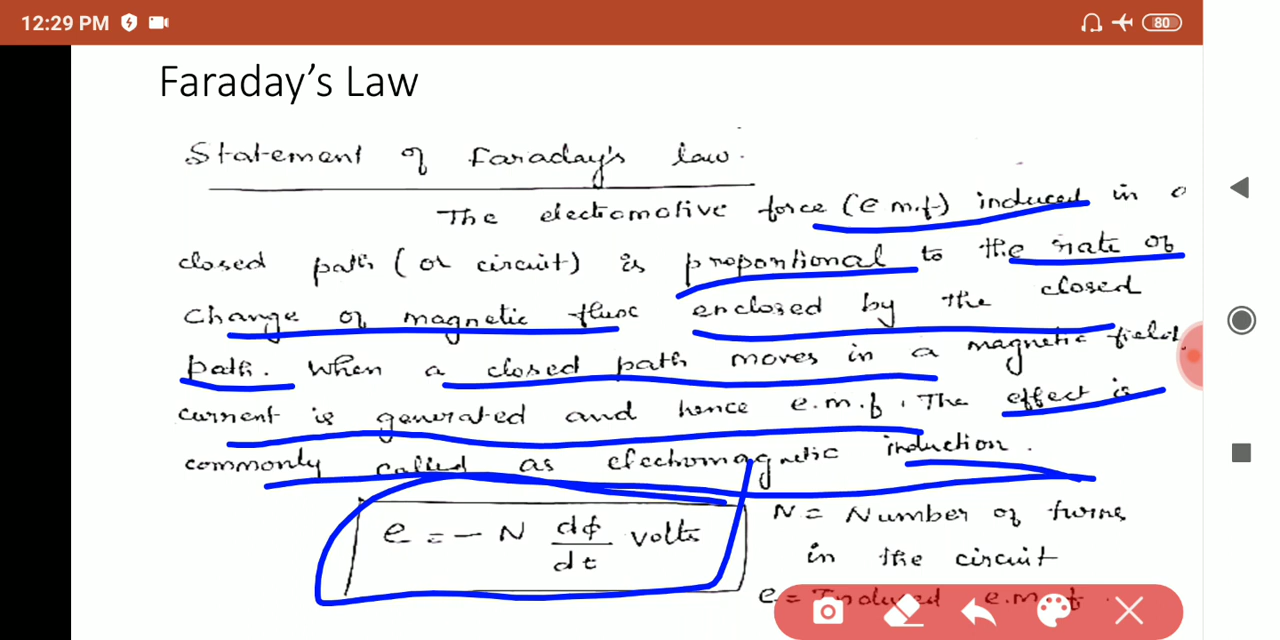 12:29 PM
80
Faraday's Law
Statement of Faraday's law.
The electromotive force (e m.f) induced in a
closed path (or circuit) is proportional to the rate of
change of magnetic flux enclosed by the closed
path. When a closed path moves in a magnetic field.
current is generated and hence e.m.f. The effect is
commonly called as electromagnetic induction.
e = - N dφ/dt volts
N = Number of turns
in the circuit
e = Induced e.m.f.